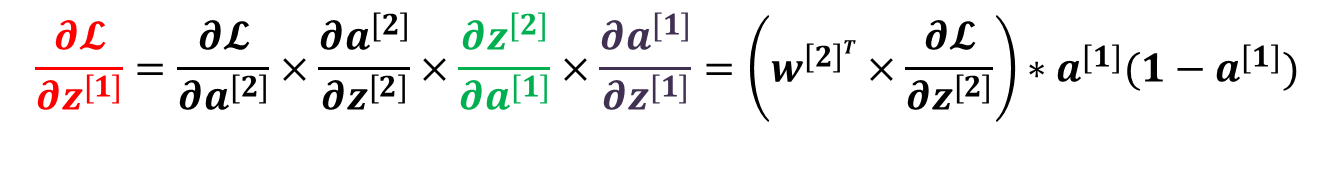 ∂ℒ/∂z^[1] = ∂ℒ/∂a^[2] × ∂a^[2]/∂z^[2] × ∂z^[2]/∂a^[1] × ∂a^[1]/∂z^[1] = (w^[2]^T × ∂ℒ/∂z^[2]) * a^[1](1 − a^[1])